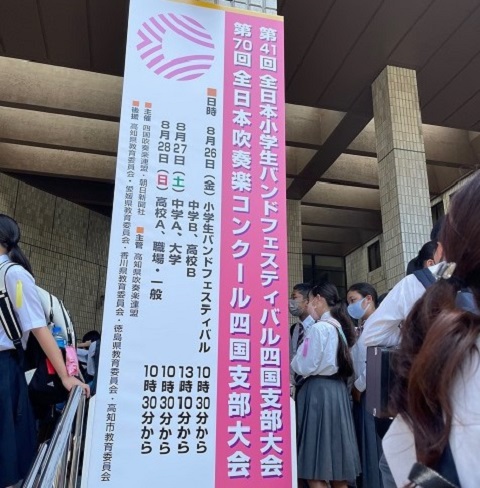 第41回 全日本小学生バンドフェスティバル四国支部大会
第70回 全日本吹奏楽コンクール四国支部大会
■日時 8月26日(金) 小学生バンドフェスティバル 10時30分から
中学B、高校B 13時10分から
8月27日(土) 中学A、大学 10時30分から
8月28日(日) 高校A、職場・一般 10時30分から
■主催 四国吹奏楽連盟・朝日新聞社 ■主管 高知県吹奏楽連盟
■後援 高知県教育委員会・愛媛県教育委員会・香川県教育委員会・徳島県教育委員会・高知市教育委員会